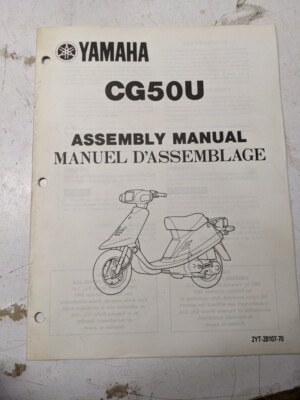 YAMAHA
CG50U
ASSEMBLY MANUAL
MANUEL D'ASSEMBLAGE
2YT-28107-70